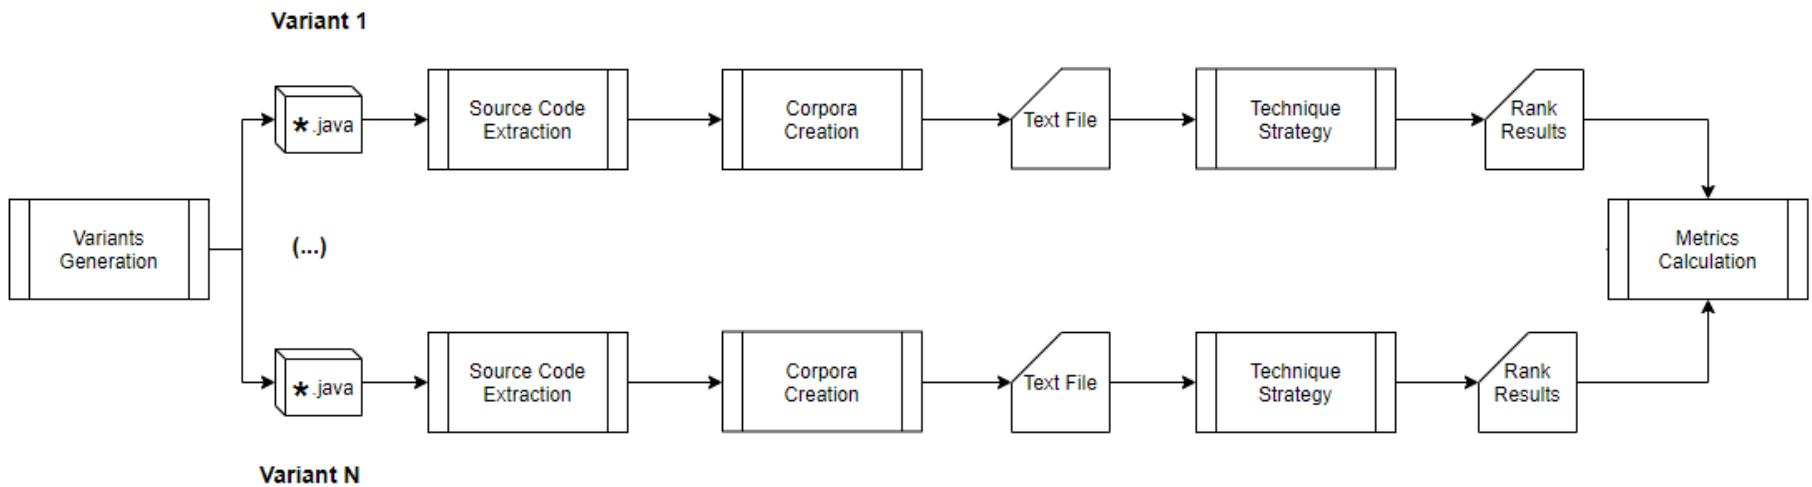 Variant 1
*.java
Source Code
Extraction
Corpora
Creation
Text File
Technique
Strategy
Rank
Results
Variants
Generation
(...)
Metrics
Calculation
*.java
Source Code
Extraction
Corpora
Creation
Text File
Technique
Strategy
Rank
Results
Variant N